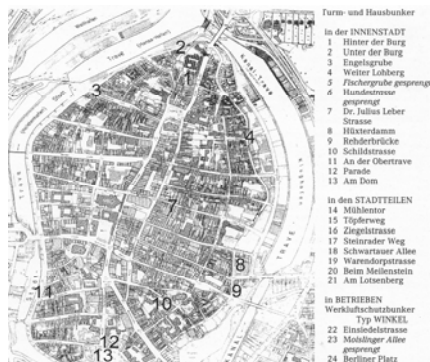 Turm- und Hausbunker
in der INNENSTADT
1 Hinter der Burg
2 Unter der Burg
3 Engelsgrube
4 Weiter Lohberg
5 Fischergrube gesprengt
6 Hundestrasse
gesprengt
7 Dr. Julius Leber
Strasse
8 Hüxterdamm
9 Rehderbrücke
10 Schildstrasse
11 An der Obertrave
12 Parade
13 Am Dom
in den STADTTEILEN
14 Mühlentor
15 Töpferweg
16 Ziegelstrasse
17 Steinrader Weg
18 Schwartauer Allee
19 Warendorpstrasse
20 Beim Meilenstein
21 Am Lotsenberg
in BETRIEBEN
Werkluftschutzbunker
Typ WINKEL
22 Einsiedelstrasse
23 Moislinger Allee
gesprengt
24 Berliner Platz
2
1
3
4
7
8
9
10
11
12
13
Kanal-Trave
TRAVE